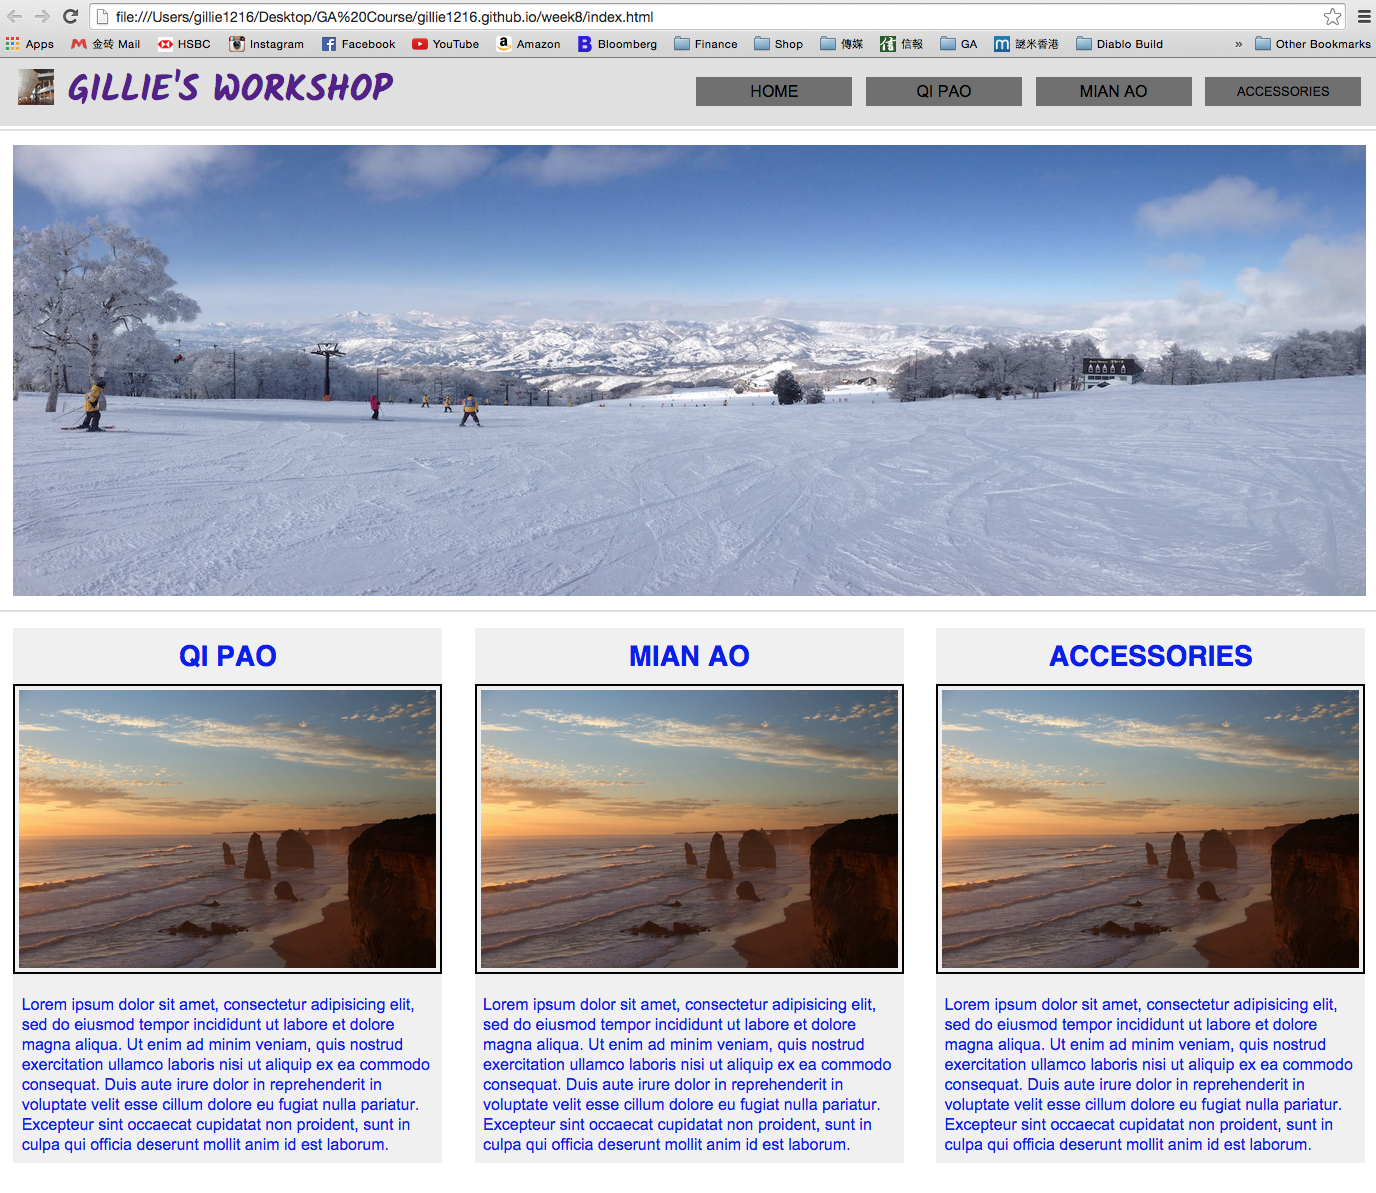 file:///Users/gillie1216/Desktop/GA%20Course/gillie1216.github.io/week8/index.html
Apps 金砖 Mail HSBC Instagram Facebook YouTube Amazon Bloomberg Finance Shop 傳媒 信報 GA 謎米香港 Diablo Build » Other Bookmarks
GILLIE'S WORKSHOP
HOME QI PAO MIAN AO ACCESSORIES
QI PAO
Lorem ipsum dolor sit amet, consectetur adipisicing elit,
sed do eiusmod tempor incididunt ut labore et dolore
magna aliqua. Ut enim ad minim veniam, quis nostrud
exercitation ullamco laboris nisi ut aliquip ex ea commodo
consequat. Duis aute irure dolor in reprehenderit in
voluptate velit esse cillum dolore eu fugiat nulla pariatur.
Excepteur sint occaecat cupidatat non proident, sunt in
culpa qui officia deserunt mollit anim id est laborum.
MIAN AO
Lorem ipsum dolor sit amet, consectetur adipisicing elit,
sed do eiusmod tempor incididunt ut labore et dolore
magna aliqua. Ut enim ad minim veniam, quis nostrud
exercitation ullamco laboris nisi ut aliquip ex ea commodo
consequat. Duis aute irure dolor in reprehenderit in
voluptate velit esse cillum dolore eu fugiat nulla pariatur.
Excepteur sint occaecat cupidatat non proident, sunt in
culpa qui officia deserunt mollit anim id est laborum.
ACCESSORIES
Lorem ipsum dolor sit amet, consectetur adipisicing elit,
sed do eiusmod tempor incididunt ut labore et dolore
magna aliqua. Ut enim ad minim veniam, quis nostrud
exercitation ullamco laboris nisi ut aliquip ex ea commodo
consequat. Duis aute irure dolor in reprehenderit in
voluptate velit esse cillum dolore eu fugiat nulla pariatur.
Excepteur sint occaecat cupidatat non proident, sunt in
culpa qui officia deserunt mollit anim id est laborum.